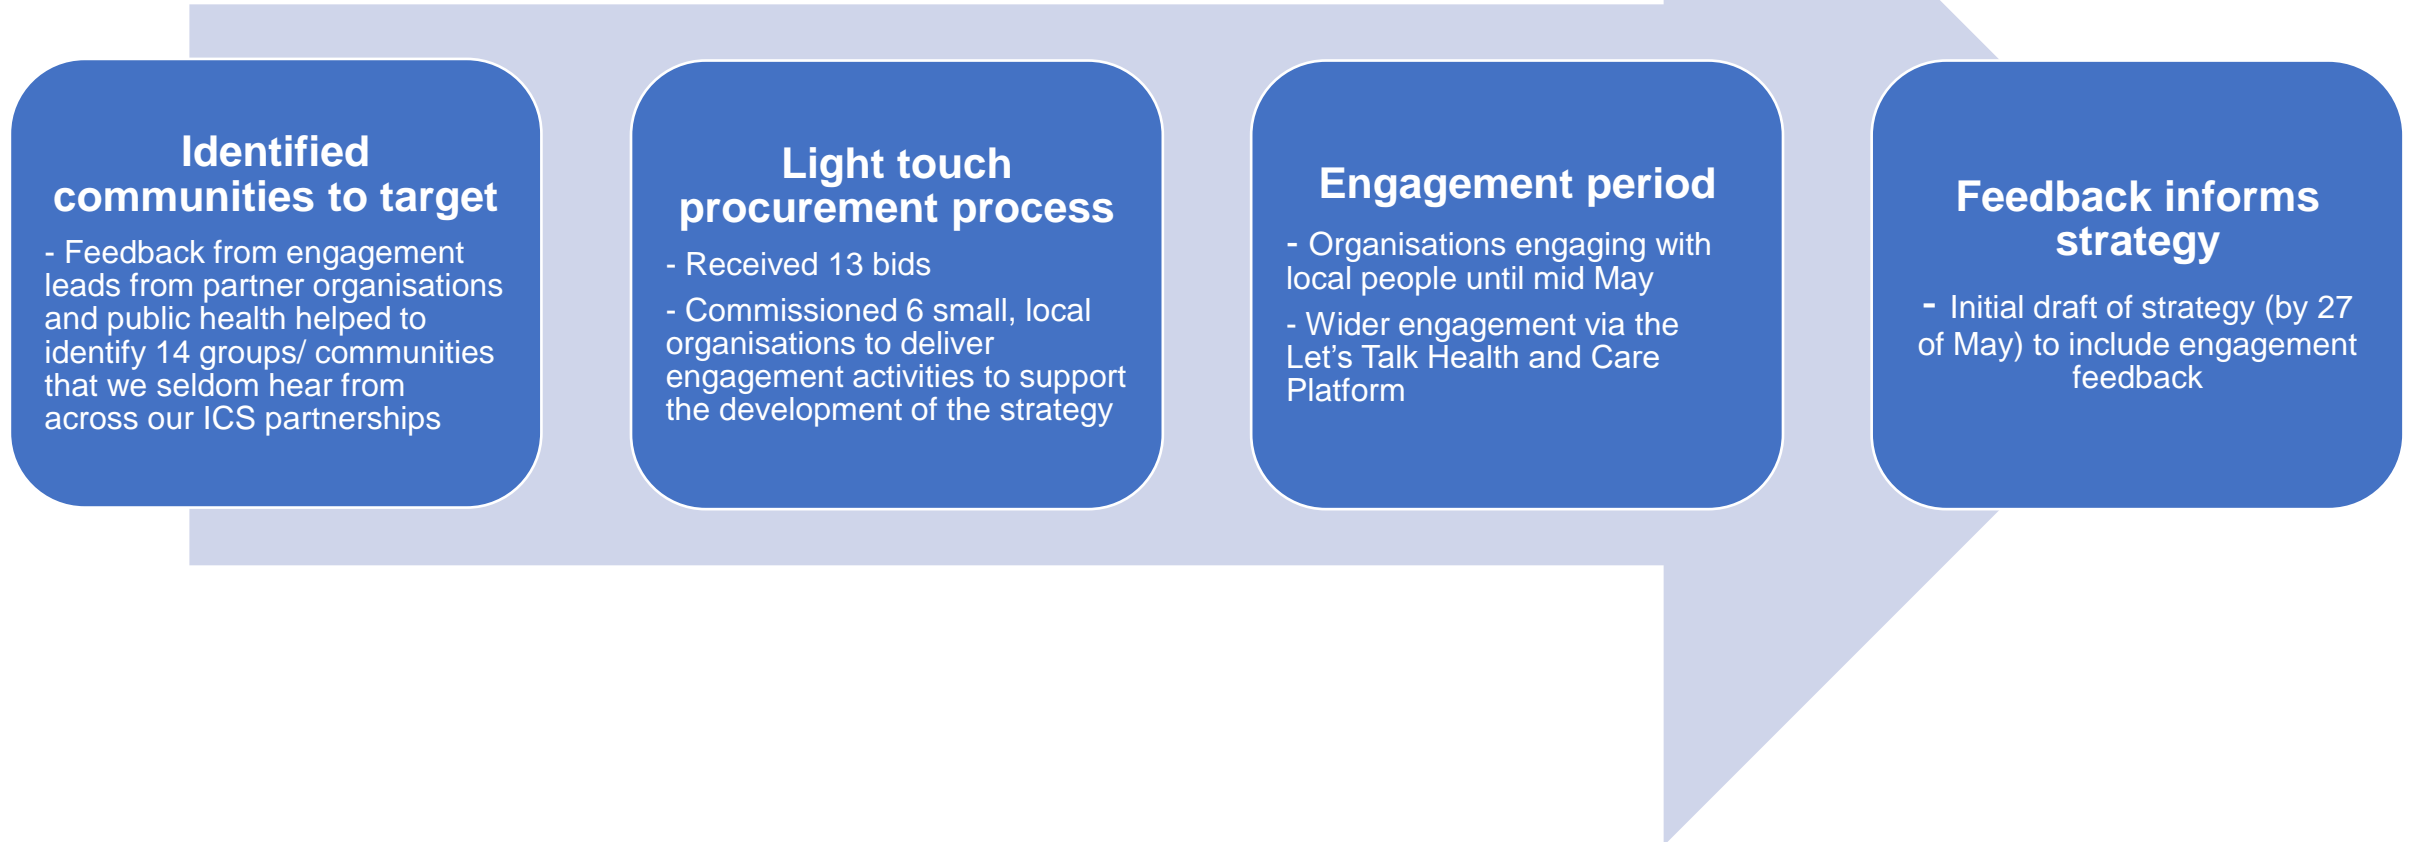 Identified
communities to target
- Feedback from engagement
leads from partner organisations
and public health helped to
identify 14 groups/ communities
that we seldom hear from
across our ICS partnerships
Light touch
procurement process
- Received 13 bids
- Commissioned 6 small, local
organisations to deliver
engagement activities to support
the development of the strategy
Engagement period
- Organisations engaging with
local people until mid May
- Wider engagement via the
Let’s Talk Health and Care
Platform
Feedback informs
strategy
- Initial draft of strategy (by 27
of May) to include engagement
feedback